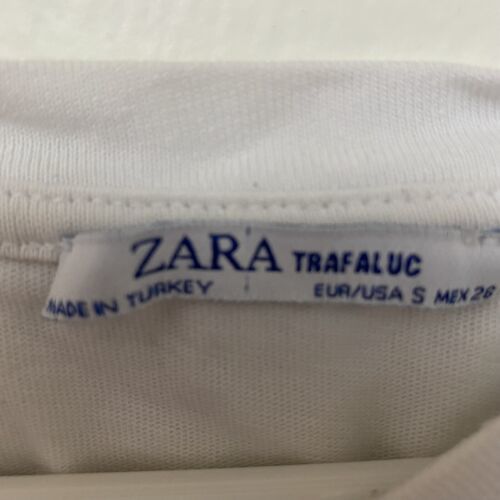 ZARA TRAFALUC
MADE IN TURKEY EUR/USA S MEX 26